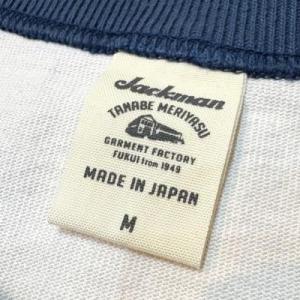 Jackman
TANABE MERIYASU
GARMENT FACTORY
FUKUI from 1949
MADE IN JAPAN
M